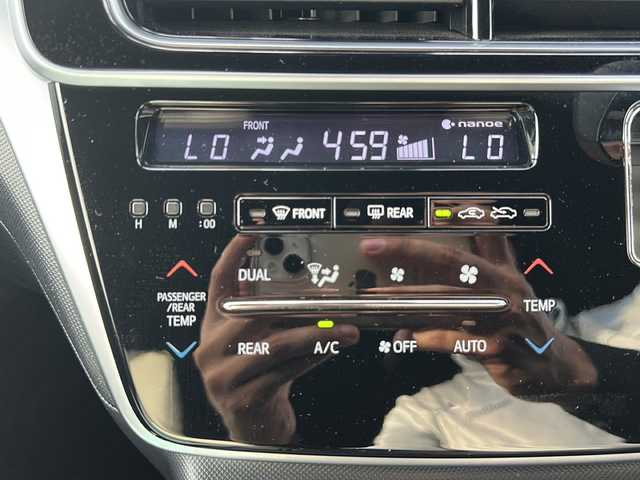 FRONT
nanoe
LO 459 LO
H M :00
FRONT
REAR
DUAL
PASSENGER
/REAR
TEMP
TEMP
REAR A/C OFF AUTO